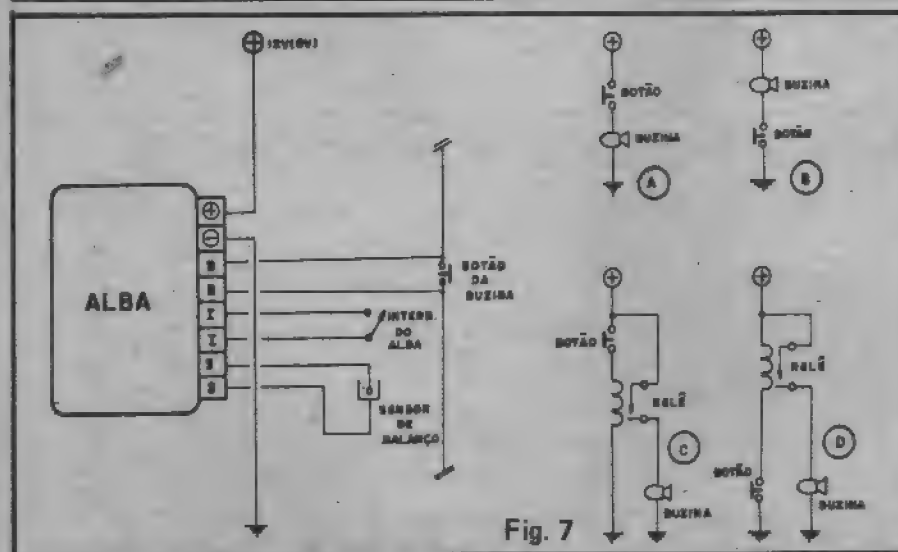 ⊕ 12V(6V)
⊕
BOTÃO
BUZINA
A
⊕
BUZINA
BOTÃO
B
ALBA
⊕
⊖
B
B
I
I
S
S
BOTÃO
DA
BUZINA
INTERR.
DO
ALBA
SENSOR
DE
BALANÇO
⊕
BOTÃO
RELÊ
C
BUZINA
⊕
RELÊ
D
BOTÃO
BUZINA
Fig. 7